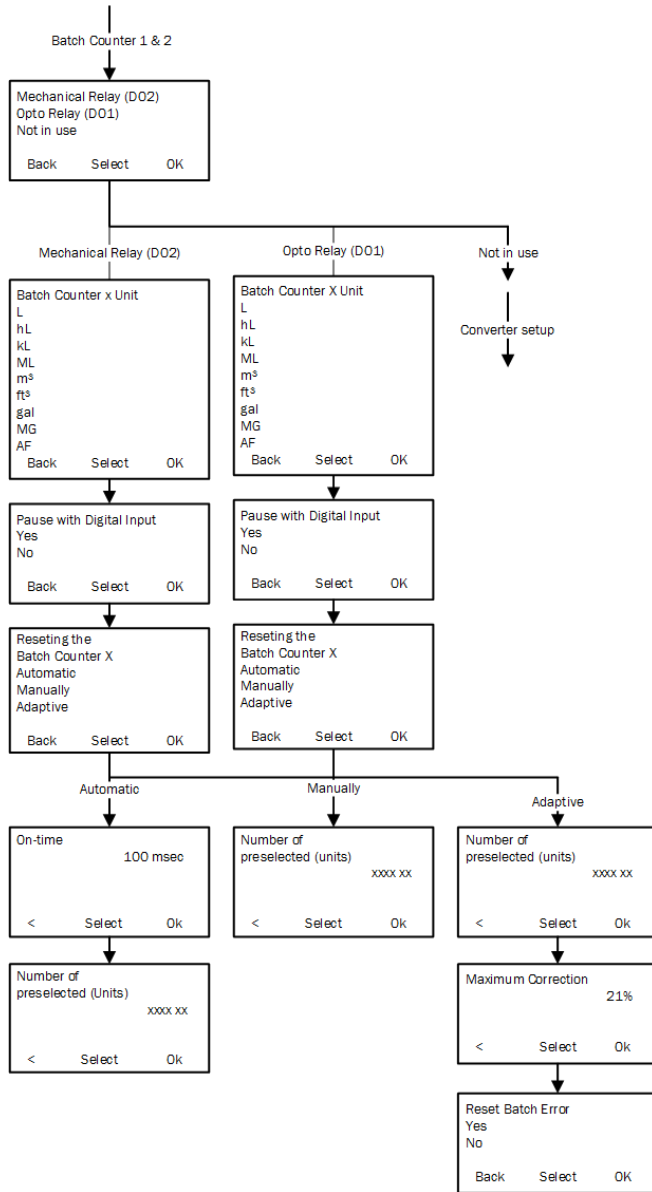 Batch Counter 1 & 2
Mechanical Relay (DO2)
Opto Relay (DO1)
Not in use
Back Select OK
Mechanical Relay (DO2)
Opto Relay (DO1)
Not in use
Batch Counter x Unit
L
hL
kL
ML
m³
ft³
gal
MG
AF
Back Select OK
Batch Counter X Unit
L
hL
kL
ML
m³
ft³
gal
MG
AF
Back Select OK
Converter setup
Pause with Digital Input
Yes
No
Back Select OK
Pause with Digital Input
Yes
No
Back Select OK
Reseting the
Batch Counter X
Automatic
Manually
Adaptive
Back Select OK
Reseting the
Batch Counter X
Automatic
Manually
Adaptive
Back Select OK
Automatic
Manually
Adaptive
On-time
100 msec
< Select Ok
Number of
preselected (units)
xxxx xx
< Select Ok
Number of
preselected (units)
xxxx xx
< Select Ok
Number of
preselected (Units)
xxxx xx
< Select Ok
Maximum Correction
21%
< Select Ok
Reset Batch Error
Yes
No
Back Select OK